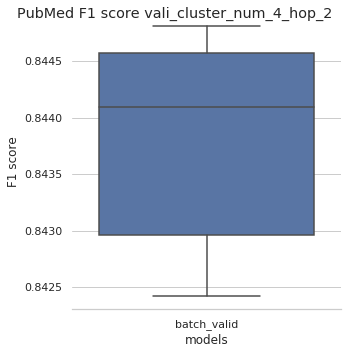 PubMed F1 score vali_cluster_num_4_hop_2
0.8445
0.8440
0.8435
0.8430
0.8425
F1 score
batch_valid
models